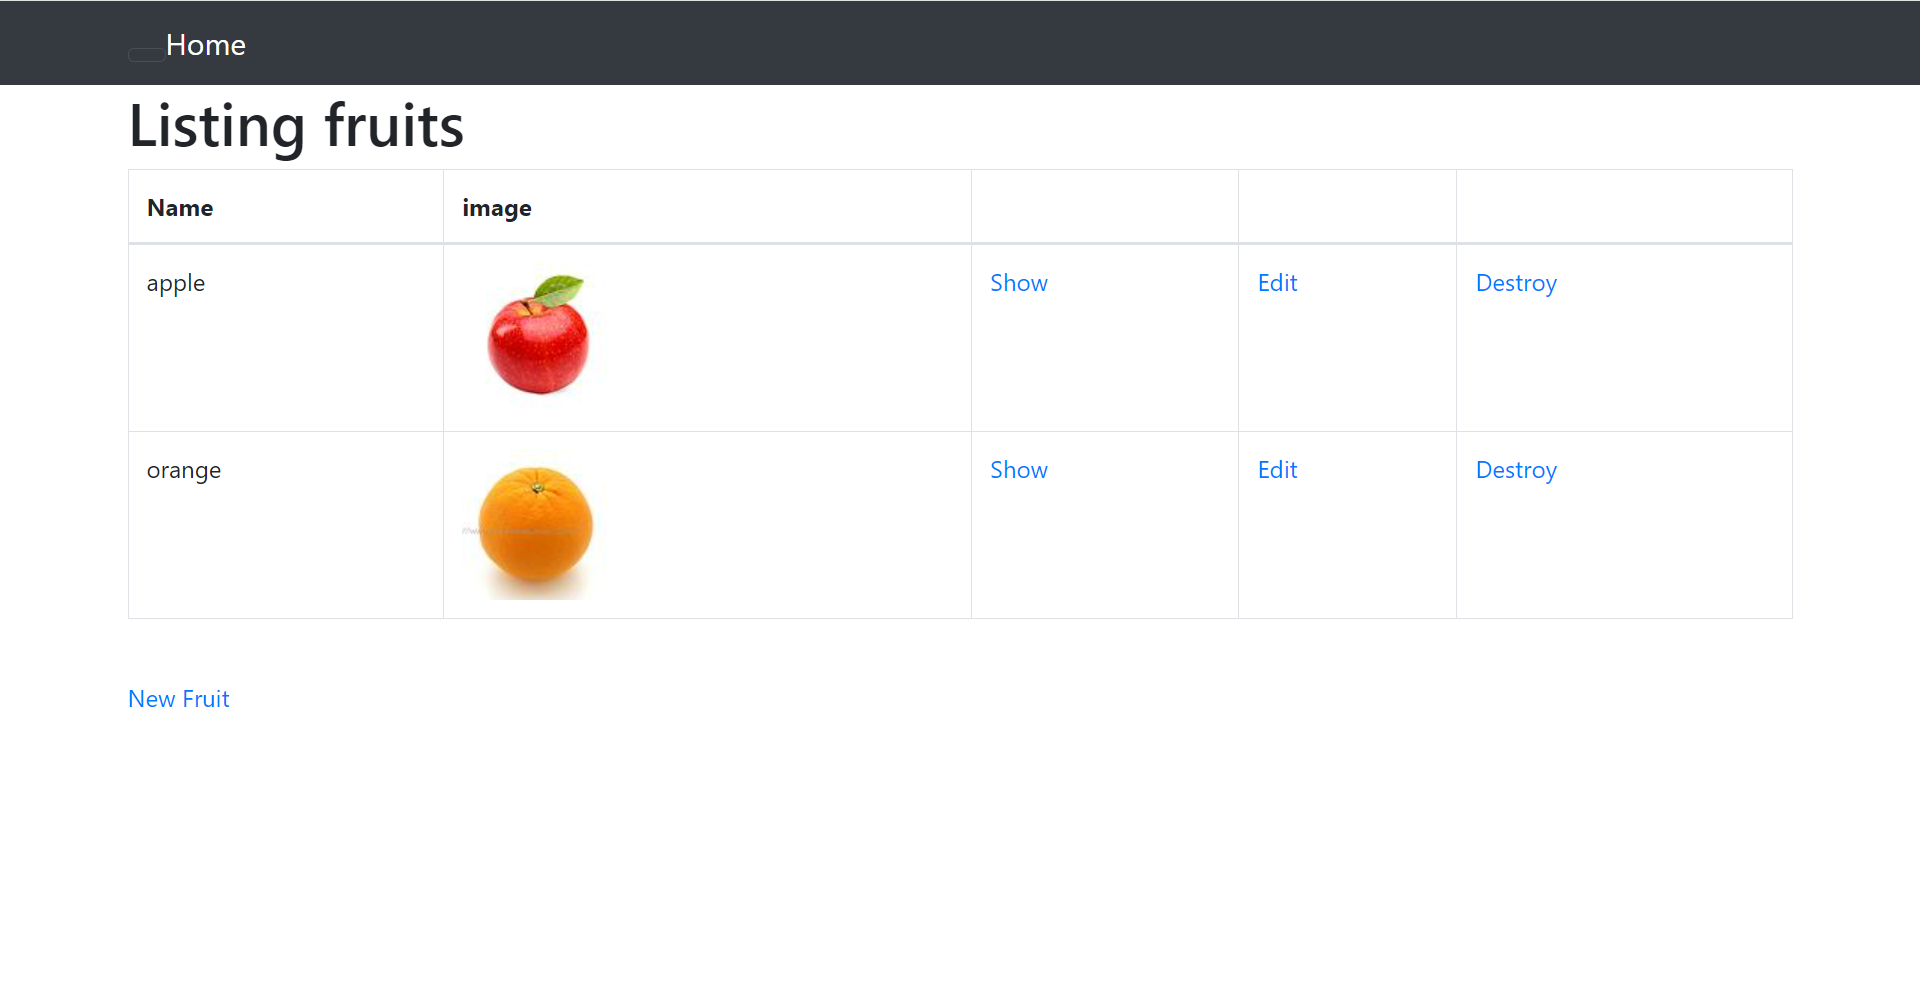 Home
Listing fruits
Name image
apple Show Edit Destroy
orange Show Edit Destroy
New Fruit